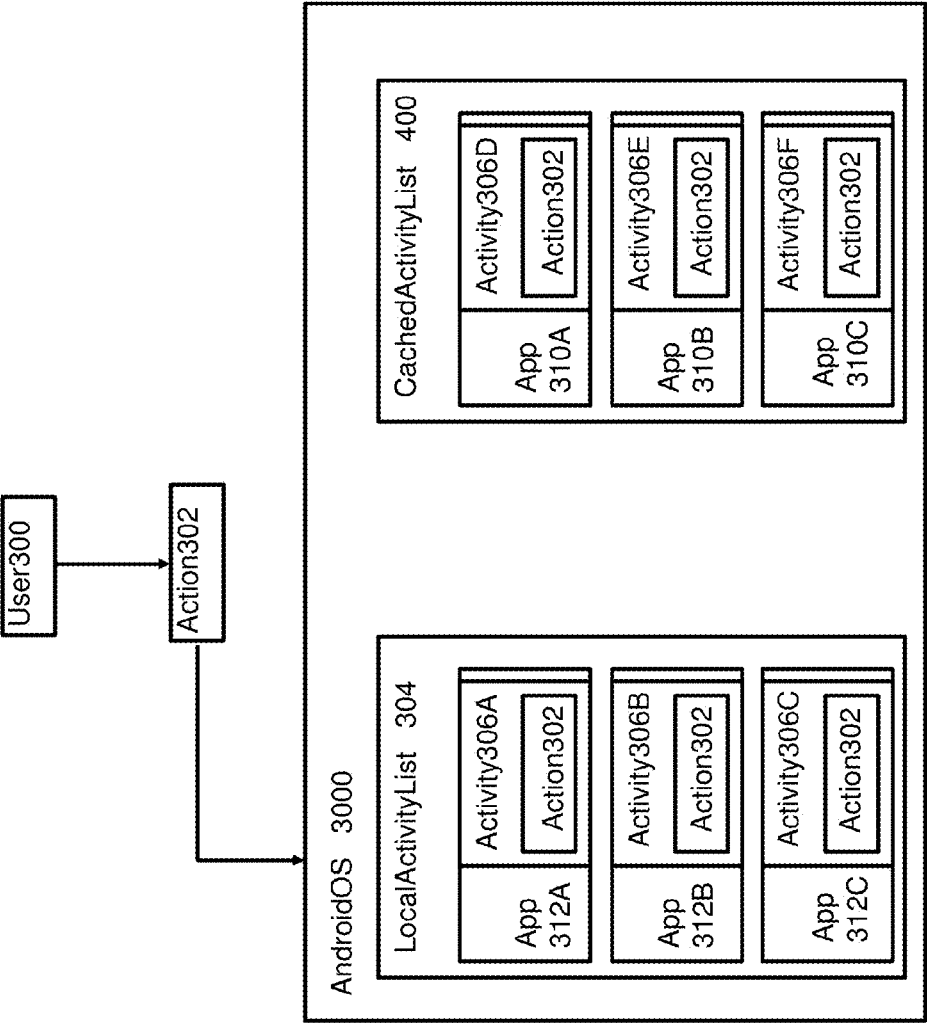 User300
Action302
AndroidOS 3000
LocalActivityList 304
App
312A
Activity306A
Action302
App
312B
Activity306B
Action302
App
312C
Activity306C
Action302
CachedActivityList 400
App
310A
Activity306D
Action302
App
310B
Activity306E
Action302
App
310C
Activity306F
Action302